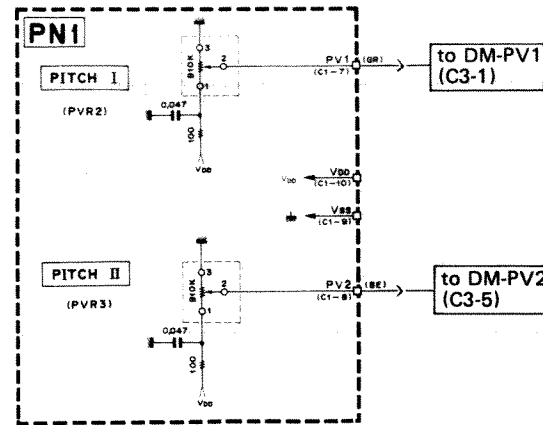 PN1
PITCH I
(PVR2)
3
B10K
2
1
0.047
100
VDD
PV1 (GR)
(C1-7)
to DM-PV1
(C3-1)
VDD VDD
(C1-10)
VSS
(C1-9)
PITCH II
(PVR3)
3
B10K
2
1
0.047
100
VDD
PV2 (BE)
(C1-8)
to DM-PV2
(C3-5)